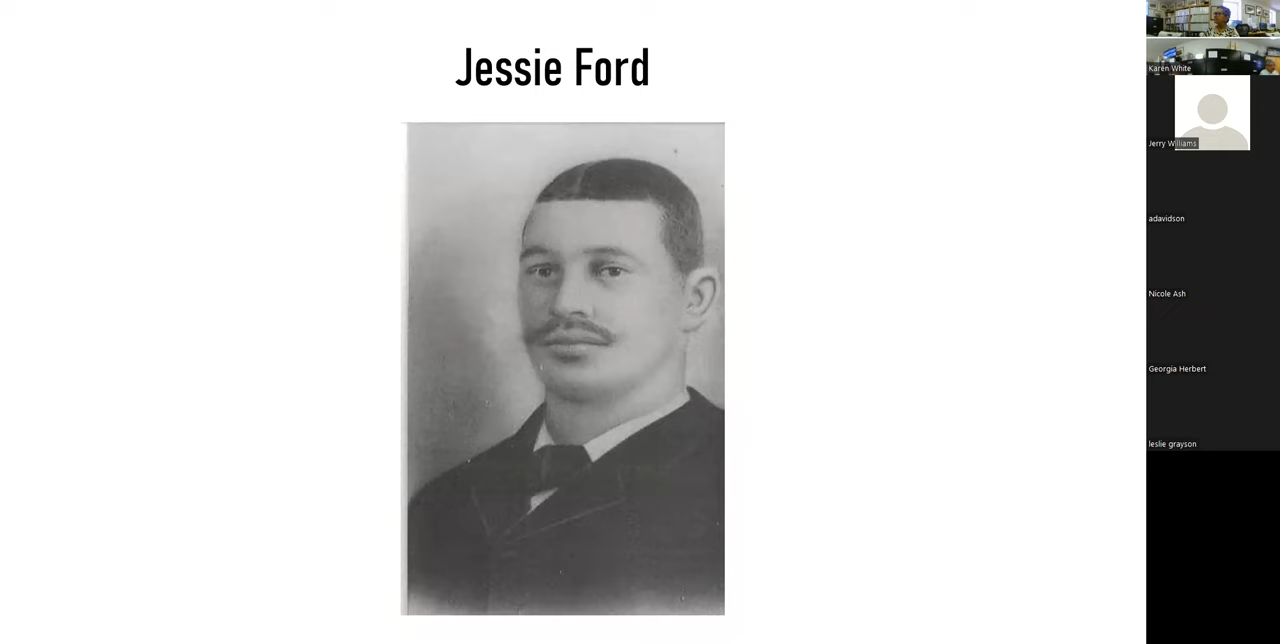 Jessie Ford
Karen White
Jerry Williams
adavidson
Nicole Ash
Georgia Herbert
leslie grayson